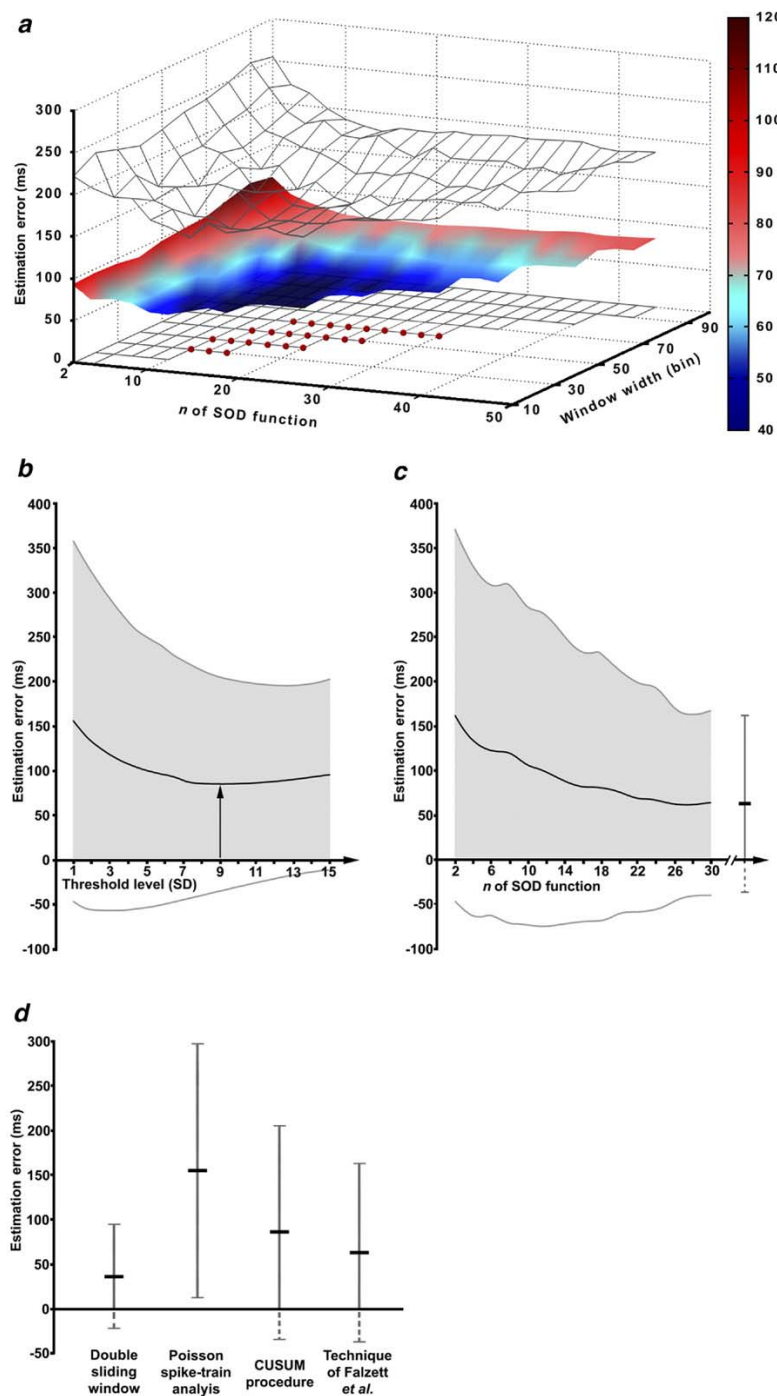 a
120
110
100
90
80
70
60
50
40
300
250
200
150
100
50
0
Estimation error (ms)
2
10
20
30
40
50
n of SOD function
10
30
50
70
90
Window width (bin)
b
400
350
300
250
200
150
100
50
0
-50
-100
Estimation error (ms)
1 3 5 7 9 11 13 15
Threshold level (SD)
c
400
350
300
250
200
150
100
50
0
-50
-100
Estimation error (ms)
2 6 10 14 18 22 26 30
n of SOD function
d
300
250
200
150
100
50
0
-50
Estimation error (ms)
Double
sliding
window
Poisson
spike-train
analyis
CUSUM
procedure
Technique
of Falzett
et al.